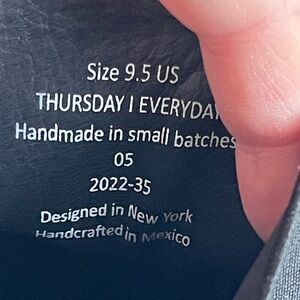 Size 9.5 US
THURSDAY | EVERYDAY
Handmade in small batches
05
2022-35
Designed in New York
Handcrafted in Mexico